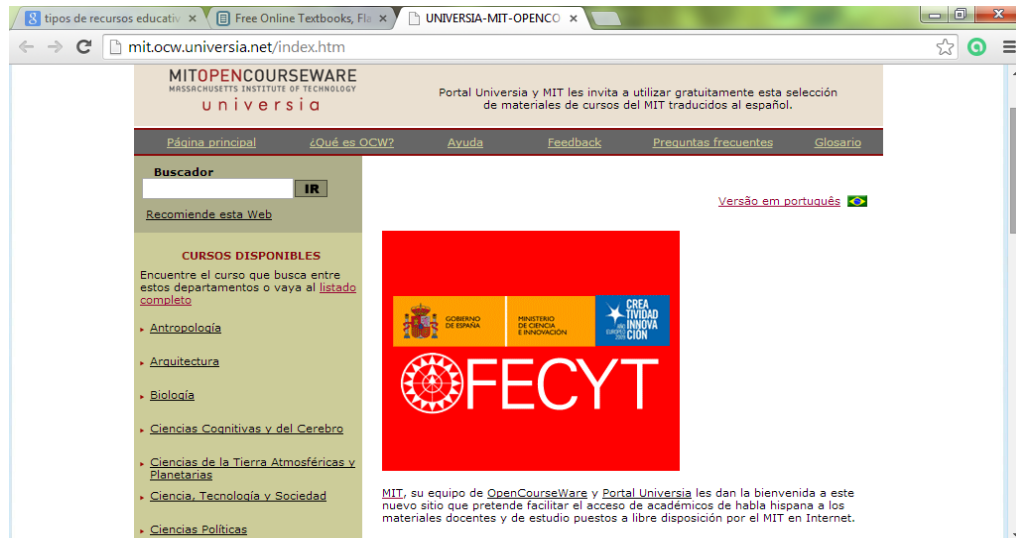 tipos de recursos educativ
Free Online Textbooks, Fla
UNIVERSIA-MIT-OPENCO
mit.ocw.universia.net/index.htm
MITOPENCOURSEWARE
MASSACHUSETTS INSTITUTE OF TECHNOLOGY
universia
Portal Universia y MIT les invita a utilizar gratuitamente esta selección
de materiales de cursos del MIT traducidos al español.
Página principal ¿Qué es OCW? Ayuda Feedback Preguntas frecuentes Glosario
Buscador
IR
Recomiende esta Web
Versão em português
CURSOS DISPONIBLES
Encuentre el curso que busca entre
estos departamentos o vaya al listado
completo
Antropología
Arquitectura
Biología
Ciencias Cognitivas y del Cerebro
Ciencias de la Tierra Atmosféricas y
Planetarias
Ciencia, Tecnología y Sociedad
Ciencias Políticas
GOBIERNO
DE ESPAÑA
MINISTERIO
DE CIENCIA
E INNOVACIÓN
CREA
TIVIDAD
INNOVA
CIÓN
FECYT
MIT, su equipo de OpenCourseWare y Portal Universia les dan la bienvenida a este
nuevo sitio que pretende facilitar el acceso de académicos de habla hispana a los
materiales docentes y de estudio puestos a libre disposición por el MIT en Internet.